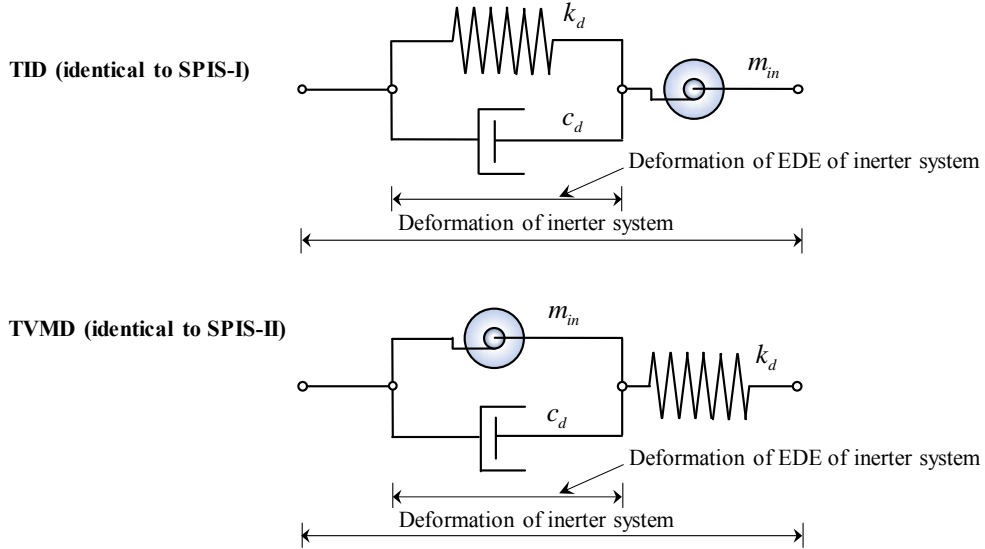 k_d
TID (identical to SPIS-I)
m_in
c_d
Deformation of EDE of inerter system
Deformation of inerter system
TVMD (identical to SPIS-II)
m_in
k_d
c_d
Deformation of EDE of inerter system
Deformation of inerter system